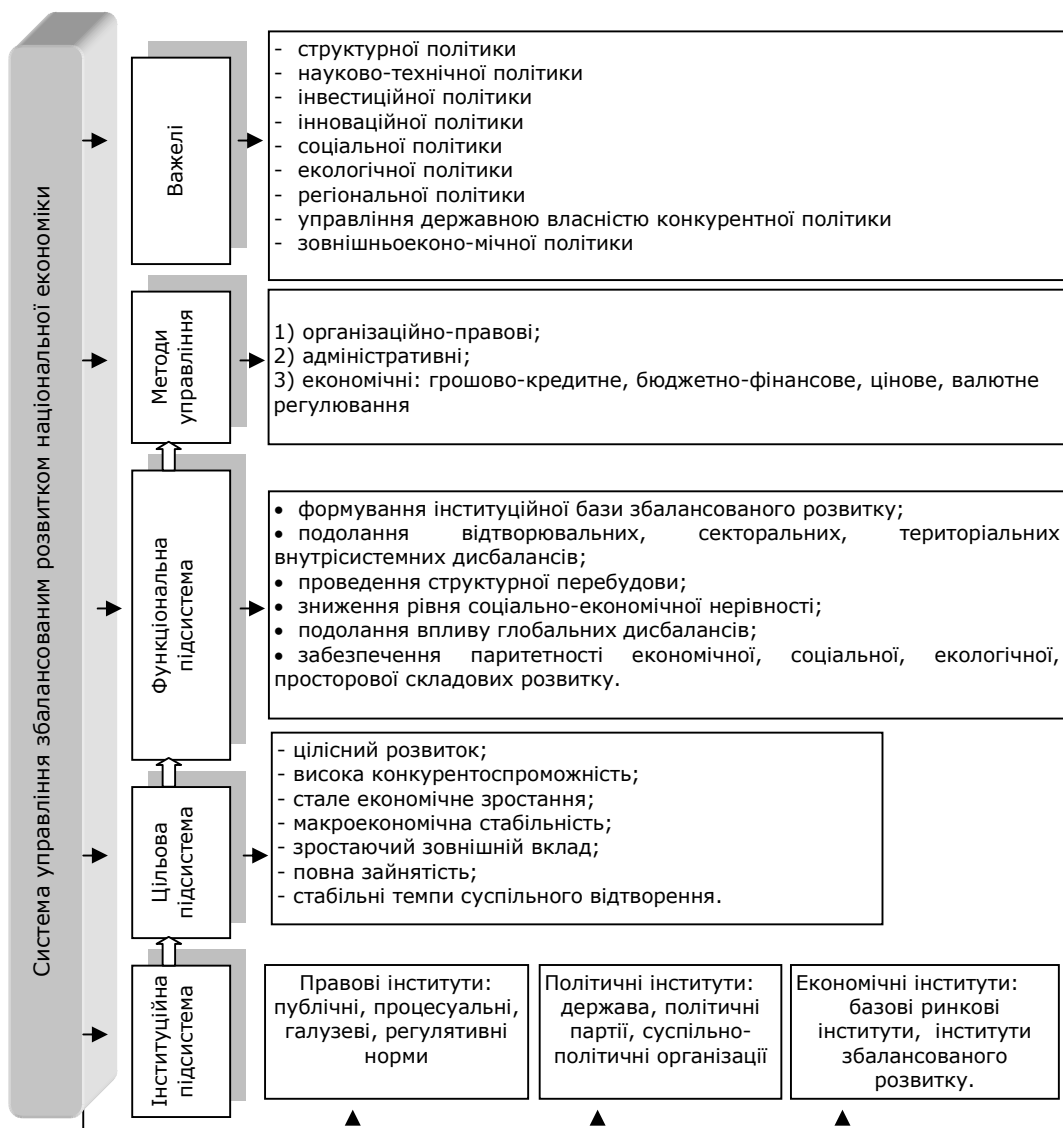 Система управління збалансованим розвитком національної економіки
Важелі
- структурної політики
- науково-технічної політики
- інвестиційної політики
- інноваційної політики
- соціальної політики
- екологічної політики
- регіональної політики
- управління державною власністю конкурентної політики
- зовнішньоеконо-мічної політики
Методи
управління
1) організаційно-правові;
2) адміністративні;
3) економічні: грошово-кредитне, бюджетно-фінансове, цінове, валютне
регулювання
Функціональна
підсистема
• формування інституційної бази збалансованого розвитку;
• подолання відтворювальних, секторальних, територіальних
внутрісистемних дисбалансів;
• проведення структурної перебудови;
• зниження рівня соціально-економічної нерівності;
• подолання впливу глобальних дисбалансів;
• забезпечення паритетності економічної, соціальної, екологічної,
просторової складових розвитку.
Цільова
підсистема
- цілісний розвиток;
- висока конкурентоспроможність;
- стале економічне зростання;
- макроекономічна стабільність;
- зростаючий зовнішній вклад;
- повна зайнятість;
- стабільні темпи суспільного відтворення.
Інституційна
підсистема
Правові інститути:
публічні, процесуальні,
галузеві, регулятивні
норми
Політичні інститути:
держава, політичні
партії, суспільно-
політичні організації
Економічні інститути:
базові ринкові
інститути, інститути
збалансованого
розвитку.